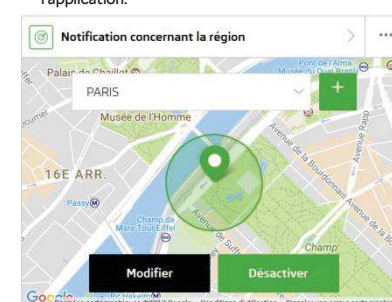 l'application.
Notification concernant la région
Pont de l'Alma
Palais de Chaillot
Musée du Quai Branly
PARIS
+
Musée de l'Homme
Avenue Rapp
Avenue de la Bourdonnais
16E ARR.
Passy M
Champ de
Mars Tour Eiffel
Avenue de Suffren
Champ
Modifier
Désactiver
Google
Bir Hakeim M